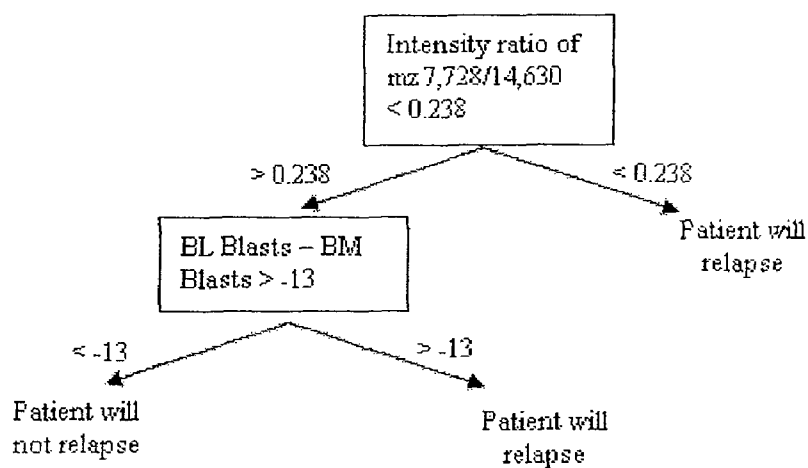 Intensity ratio of
mz 7,728/14,630
< 0.238
> 0.238
< 0.238
BL Blasts – BM
Blasts > -13
Patient will
relapse
< -13
> -13
Patient will
not relapse
Patient will
relapse